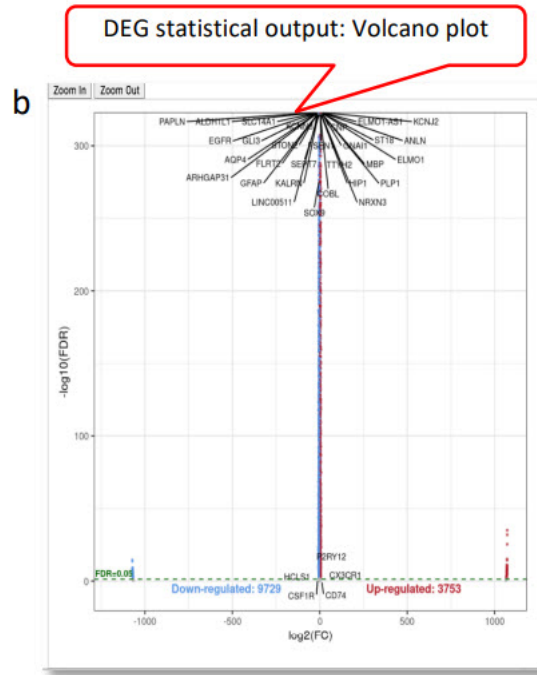 DEG statistical output: Volcano plot
b
Zoom In Zoom Out
PAPLN ALDH1L1 SLC14A1 ELMO1-AS1 KCNJ2
EGFR GLI3 STON2 GNAI1 ST18 ANLN
AQP4 FLRT2 SEPT7 TTYH2 MBP ELMO1
ARHGAP31 GFAP KALRN HIP1 PLP1
LINC00511 COBL NRXN3
SOX9
300
200
100
0
-log10(FDR)
P2RY12
HCLS1 CX3CR1
FDR=0.05
Down-regulated: 9729 Up-regulated: 3753
CSF1R CD74
-1000 -500 0 500 1000
log2(FC)